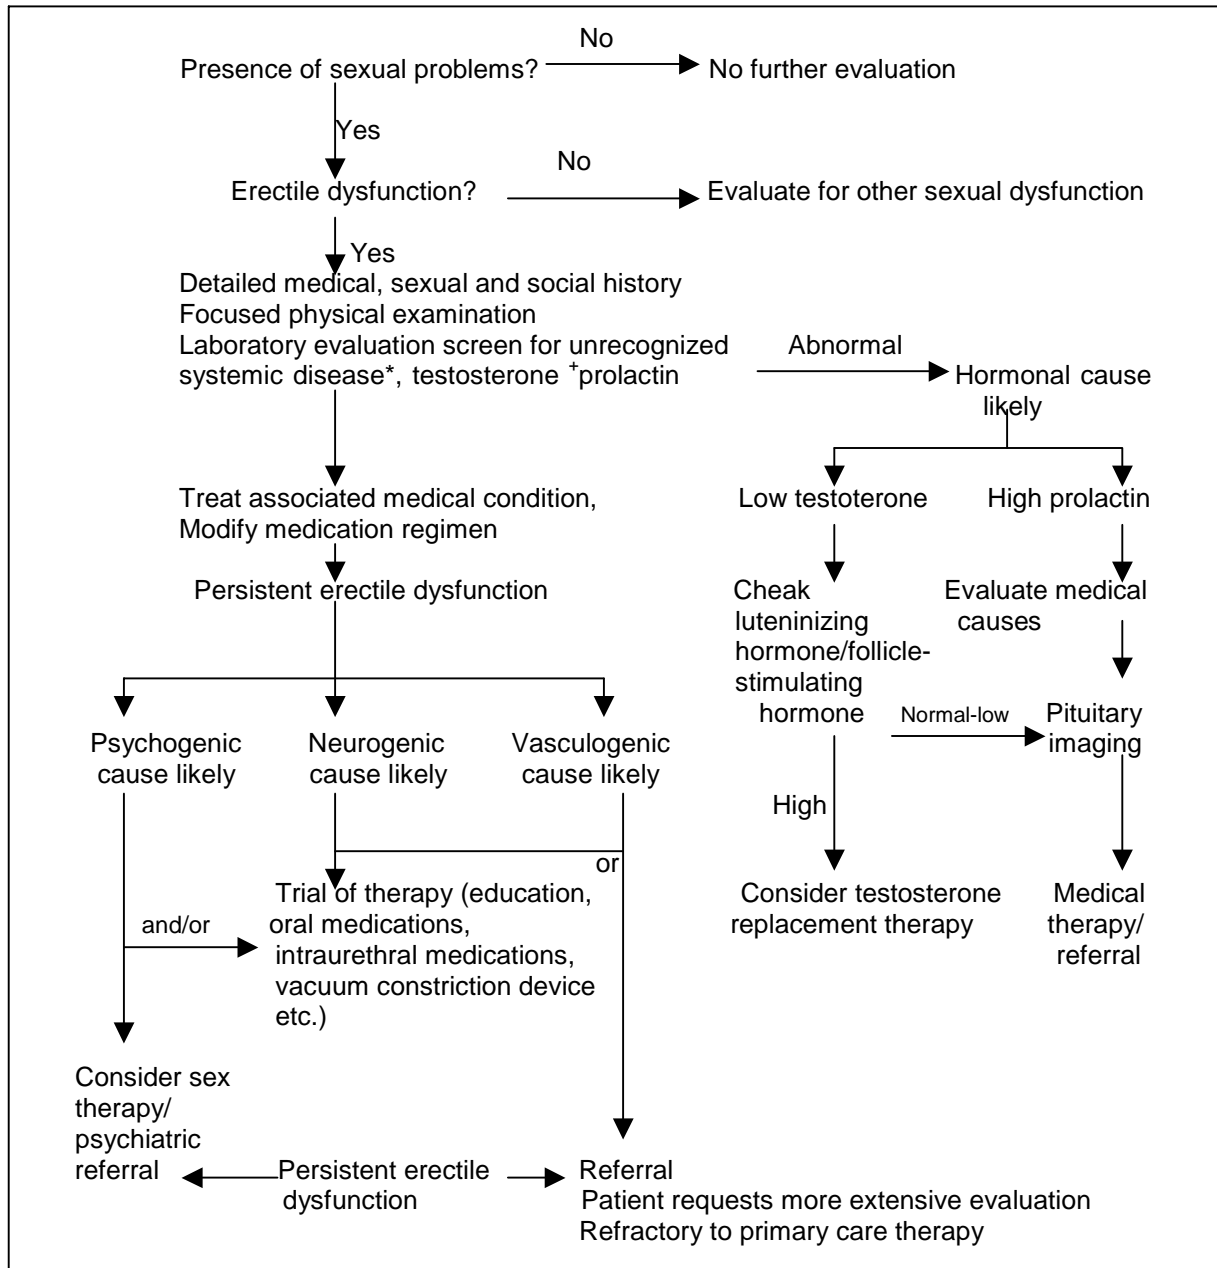 No
Presence of sexual problems?
No further evaluation
Yes
No
Erectile dysfunction?
Evaluate for other sexual dysfunction
Yes
Detailed medical, sexual and social history
Focused physical examination
Laboratory evaluation screen for unrecognized
systemic disease*, testosterone +prolactin
Abnormal
Hormonal cause
likely
Treat associated medical condition,
Modify medication regimen
Low testoterone
High prolactin
Persistent erectile dysfunction
Cheak
luteninizing
hormone/follicle-
stimulating
hormone
Evaluate medical
causes
Normal-low
Pituitary
imaging
Psychogenic
cause likely
Neurogenic
cause likely
Vasculogenic
cause likely
High
or
Trial of therapy (education,
oral medications,
intraurethral medications,
vacuum constriction device
etc.)
and/or
Consider testosterone
replacement therapy
Medical
therapy/
referral
Consider sex
therapy/
psychiatric
referral
Persistent erectile
dysfunction
Referral
Patient requests more extensive evaluation
Refractory to primary care therapy